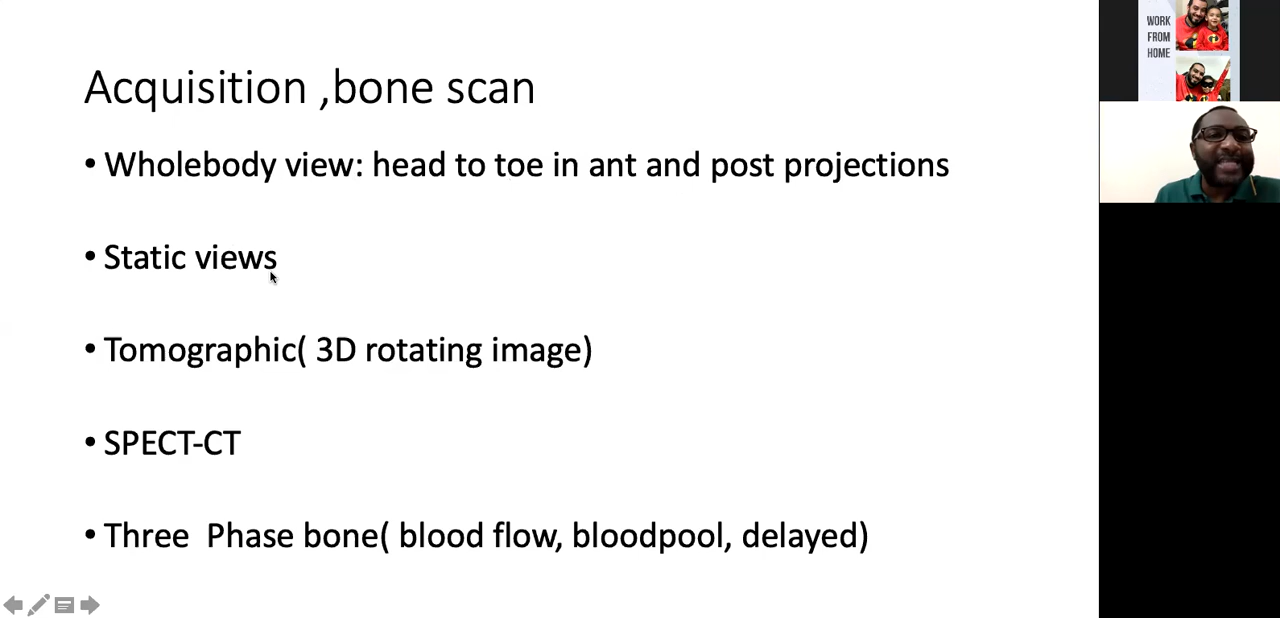 Acquisition ,bone scan
• Wholebody view: head to toe in ant and post projections
• Static views
• Tomographic( 3D rotating image)
• SPECT-CT
• Three  Phase bone( blood flow, bloodpool, delayed)
WORK
FROM
HOME